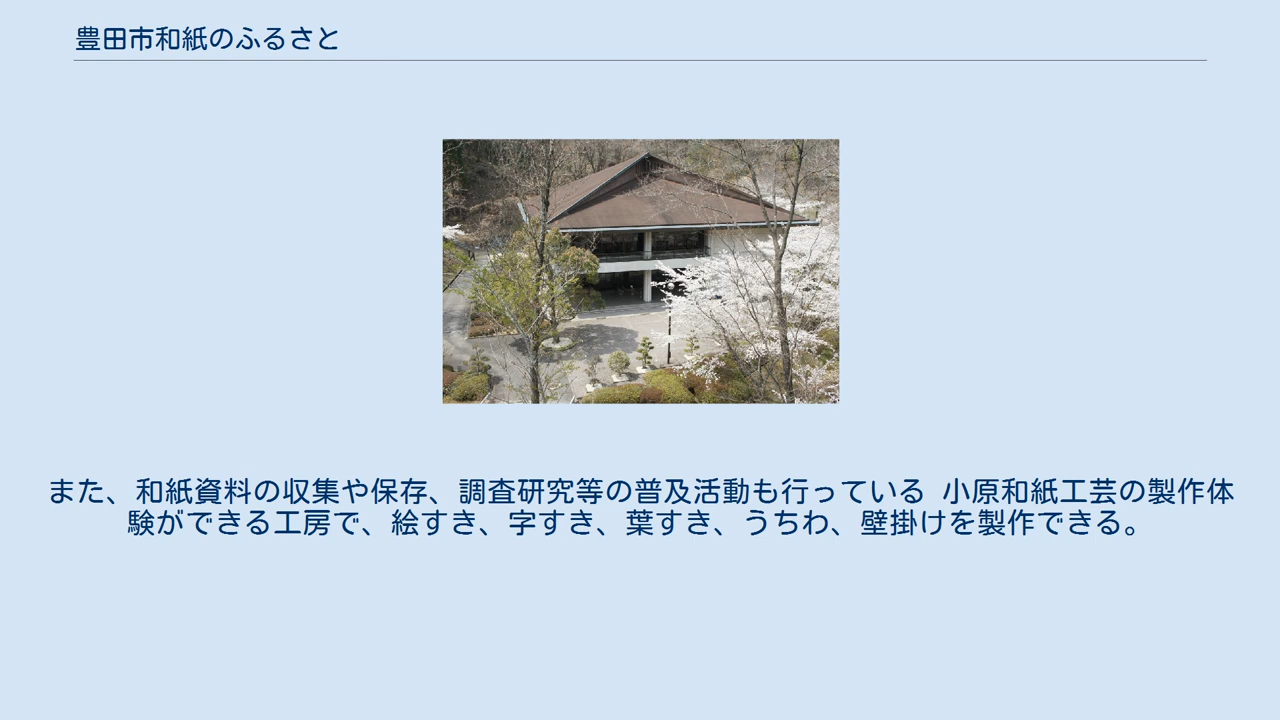 豊田市和紙のふるさと
また、和紙資料の収集や保存、調査研究等の普及活動も行っている 小原和紙工芸の製作体
験ができる工房で、絵すき、字すき、葉すき、うちわ、壁掛けを製作できる。